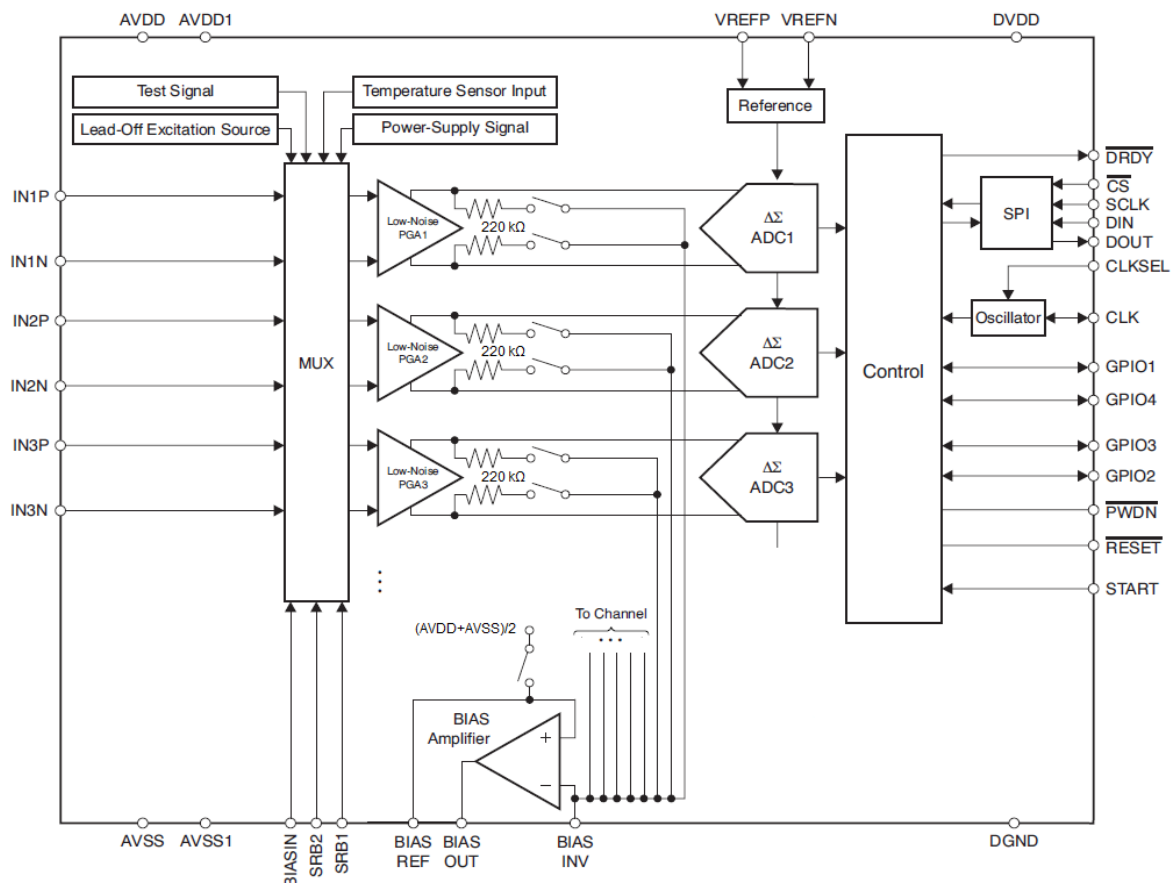 AVDD AVDD1
VREFP VREFN
DVDD
Test Signal
Temperature Sensor Input
Lead-Off Excitation Source
Power-Supply Signal
Reference
MUX
Control
IN1P
IN1N
IN2P
IN2N
IN3P
IN3N
Low-Noise
PGA1
220 kΩ
ΔΣ
ADC1
Low-Noise
PGA2
220 kΩ
ΔΣ
ADC2
Low-Noise
PGA3
220 kΩ
ΔΣ
ADC3
SPI
Oscillator
DRDY
CS
SCLK
DIN
DOUT
CLKSEL
CLK
GPIO1
GPIO4
GPIO3
GPIO2
PWDN
RESET
START
To Channel
(AVDD+AVSS)/2
BIAS
Amplifier
+
−
AVSS AVSS1
BIASIN
SRB2
SRB1
BIAS
REF
BIAS
OUT
BIAS
INV
DGND